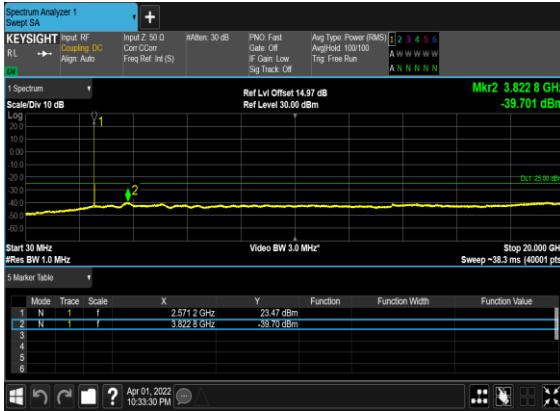 Spectrum Analyzer 1
Swept SA
+
KEYSIGHT
RL
LV
Input: RF
Coupling: DC
Align: Auto
Input Z: 50 Ω
Corr CCorr
Freq Ref: Int (S)
#Atten: 30 dB
PNO: Fast
Gate: Off
IF Gain: Low
Sig Track: Off
Avg Type: Power (RMS)
Avg|Hold: 100/100
Trig: Free Run
1 2 3 4 5 6
A W W W W W
A N N N N N
1 Spectrum
Scale/Div 10 dB
Ref Lvl Offset 14.97 dB
Ref Level 30.00 dBm
Mkr2 3.822 8 GHz
-39.701 dBm
Log
20.0
10.0
0.00
-10.0
-20.0
-30.0
-40.0
-50.0
-60.0
1
2
DL1 -25.00 dBm
Start 30 MHz
#Res BW 1.0 MHz
Video BW 3.0 MHz*
Stop 20.000 GHz
Sweep ~38.3 ms (40001 pts)
5 Marker Table
Mode Trace Scale X Y Function Function Width Function Value
1 N 1 f 2.571 2 GHz 23.47 dBm
2 N 1 f 3.822 8 GHz -39.70 dBm
3
4
5
6
?
Apr 01, 2022
10:33:30 PM